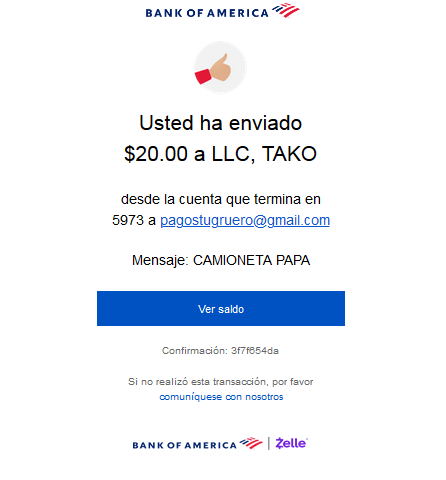 BANK OF AMERICA
Usted ha enviado
$20.00 a LLC, TAKO
desde la cuenta que termina en
5973 a pagostugruero@gmail.com
Mensaje: CAMIONETA PAPA
Ver saldo
Confirmación: 3f7f654da
Si no realizó esta transacción, por favor
comuníquese con nosotros
BANK OF AMERICA | Zelle